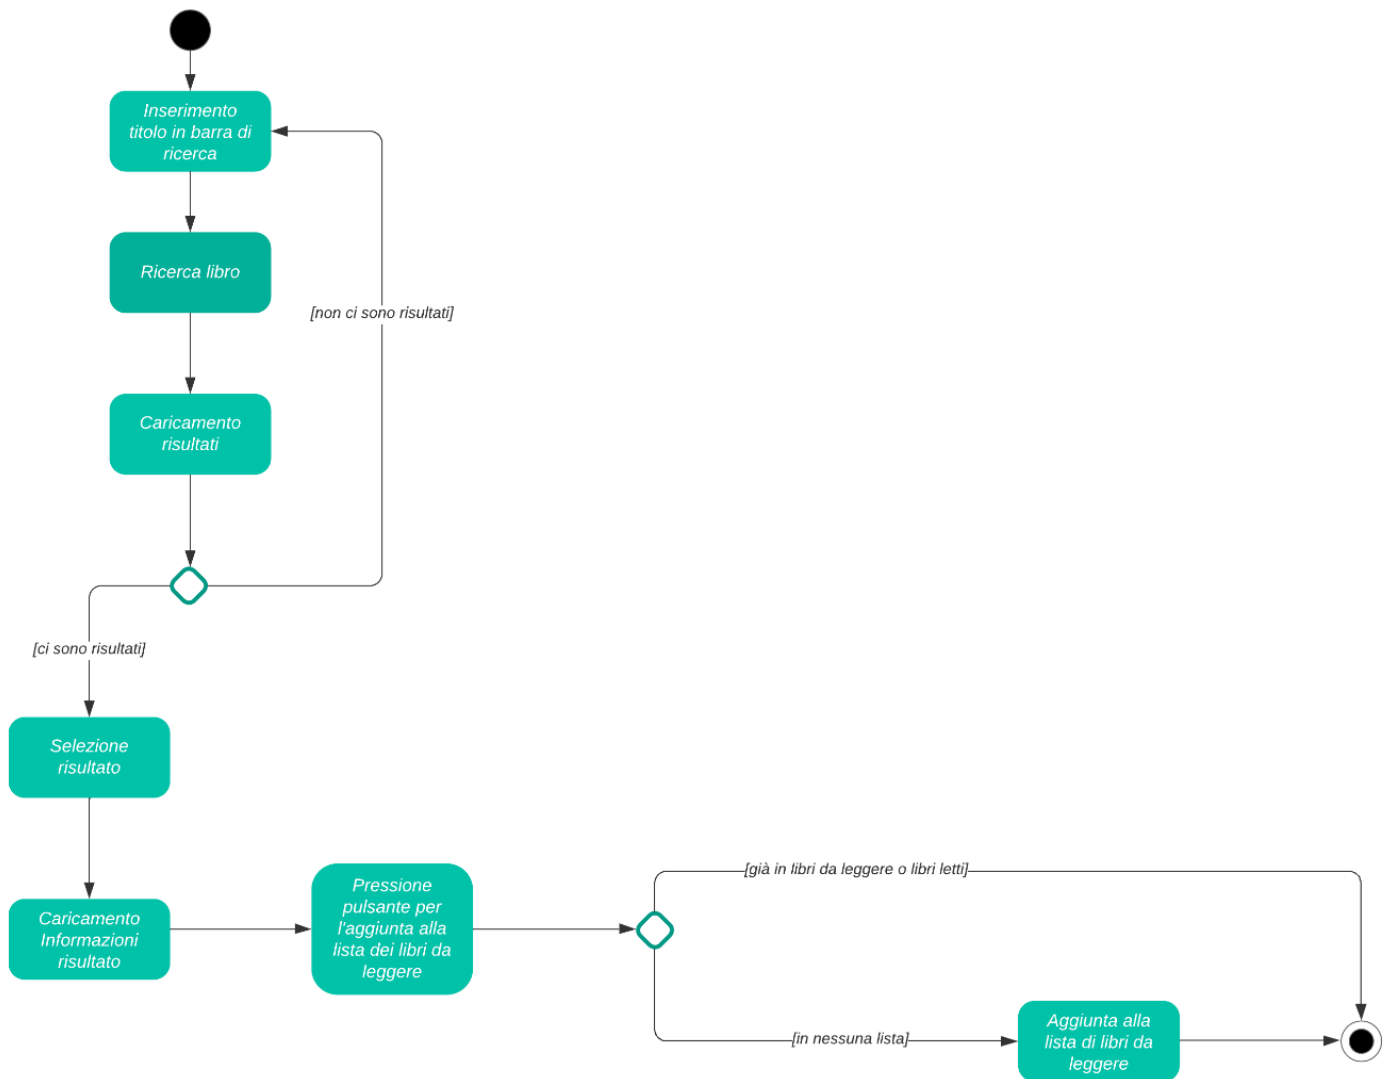 Inserimento
titolo in barra di
ricerca
Ricerca libro
[non ci sono risultati]
Caricamento
risultati
[ci sono risultati]
Selezione
risultato
Caricamento
Informazioni
risultato
Pressione
pulsante per
l'aggiunta alla
lista dei libri da
leggere
[già in libri da leggere o libri letti]
[in nessuna lista]
Aggiunta alla
lista di libri da
leggere